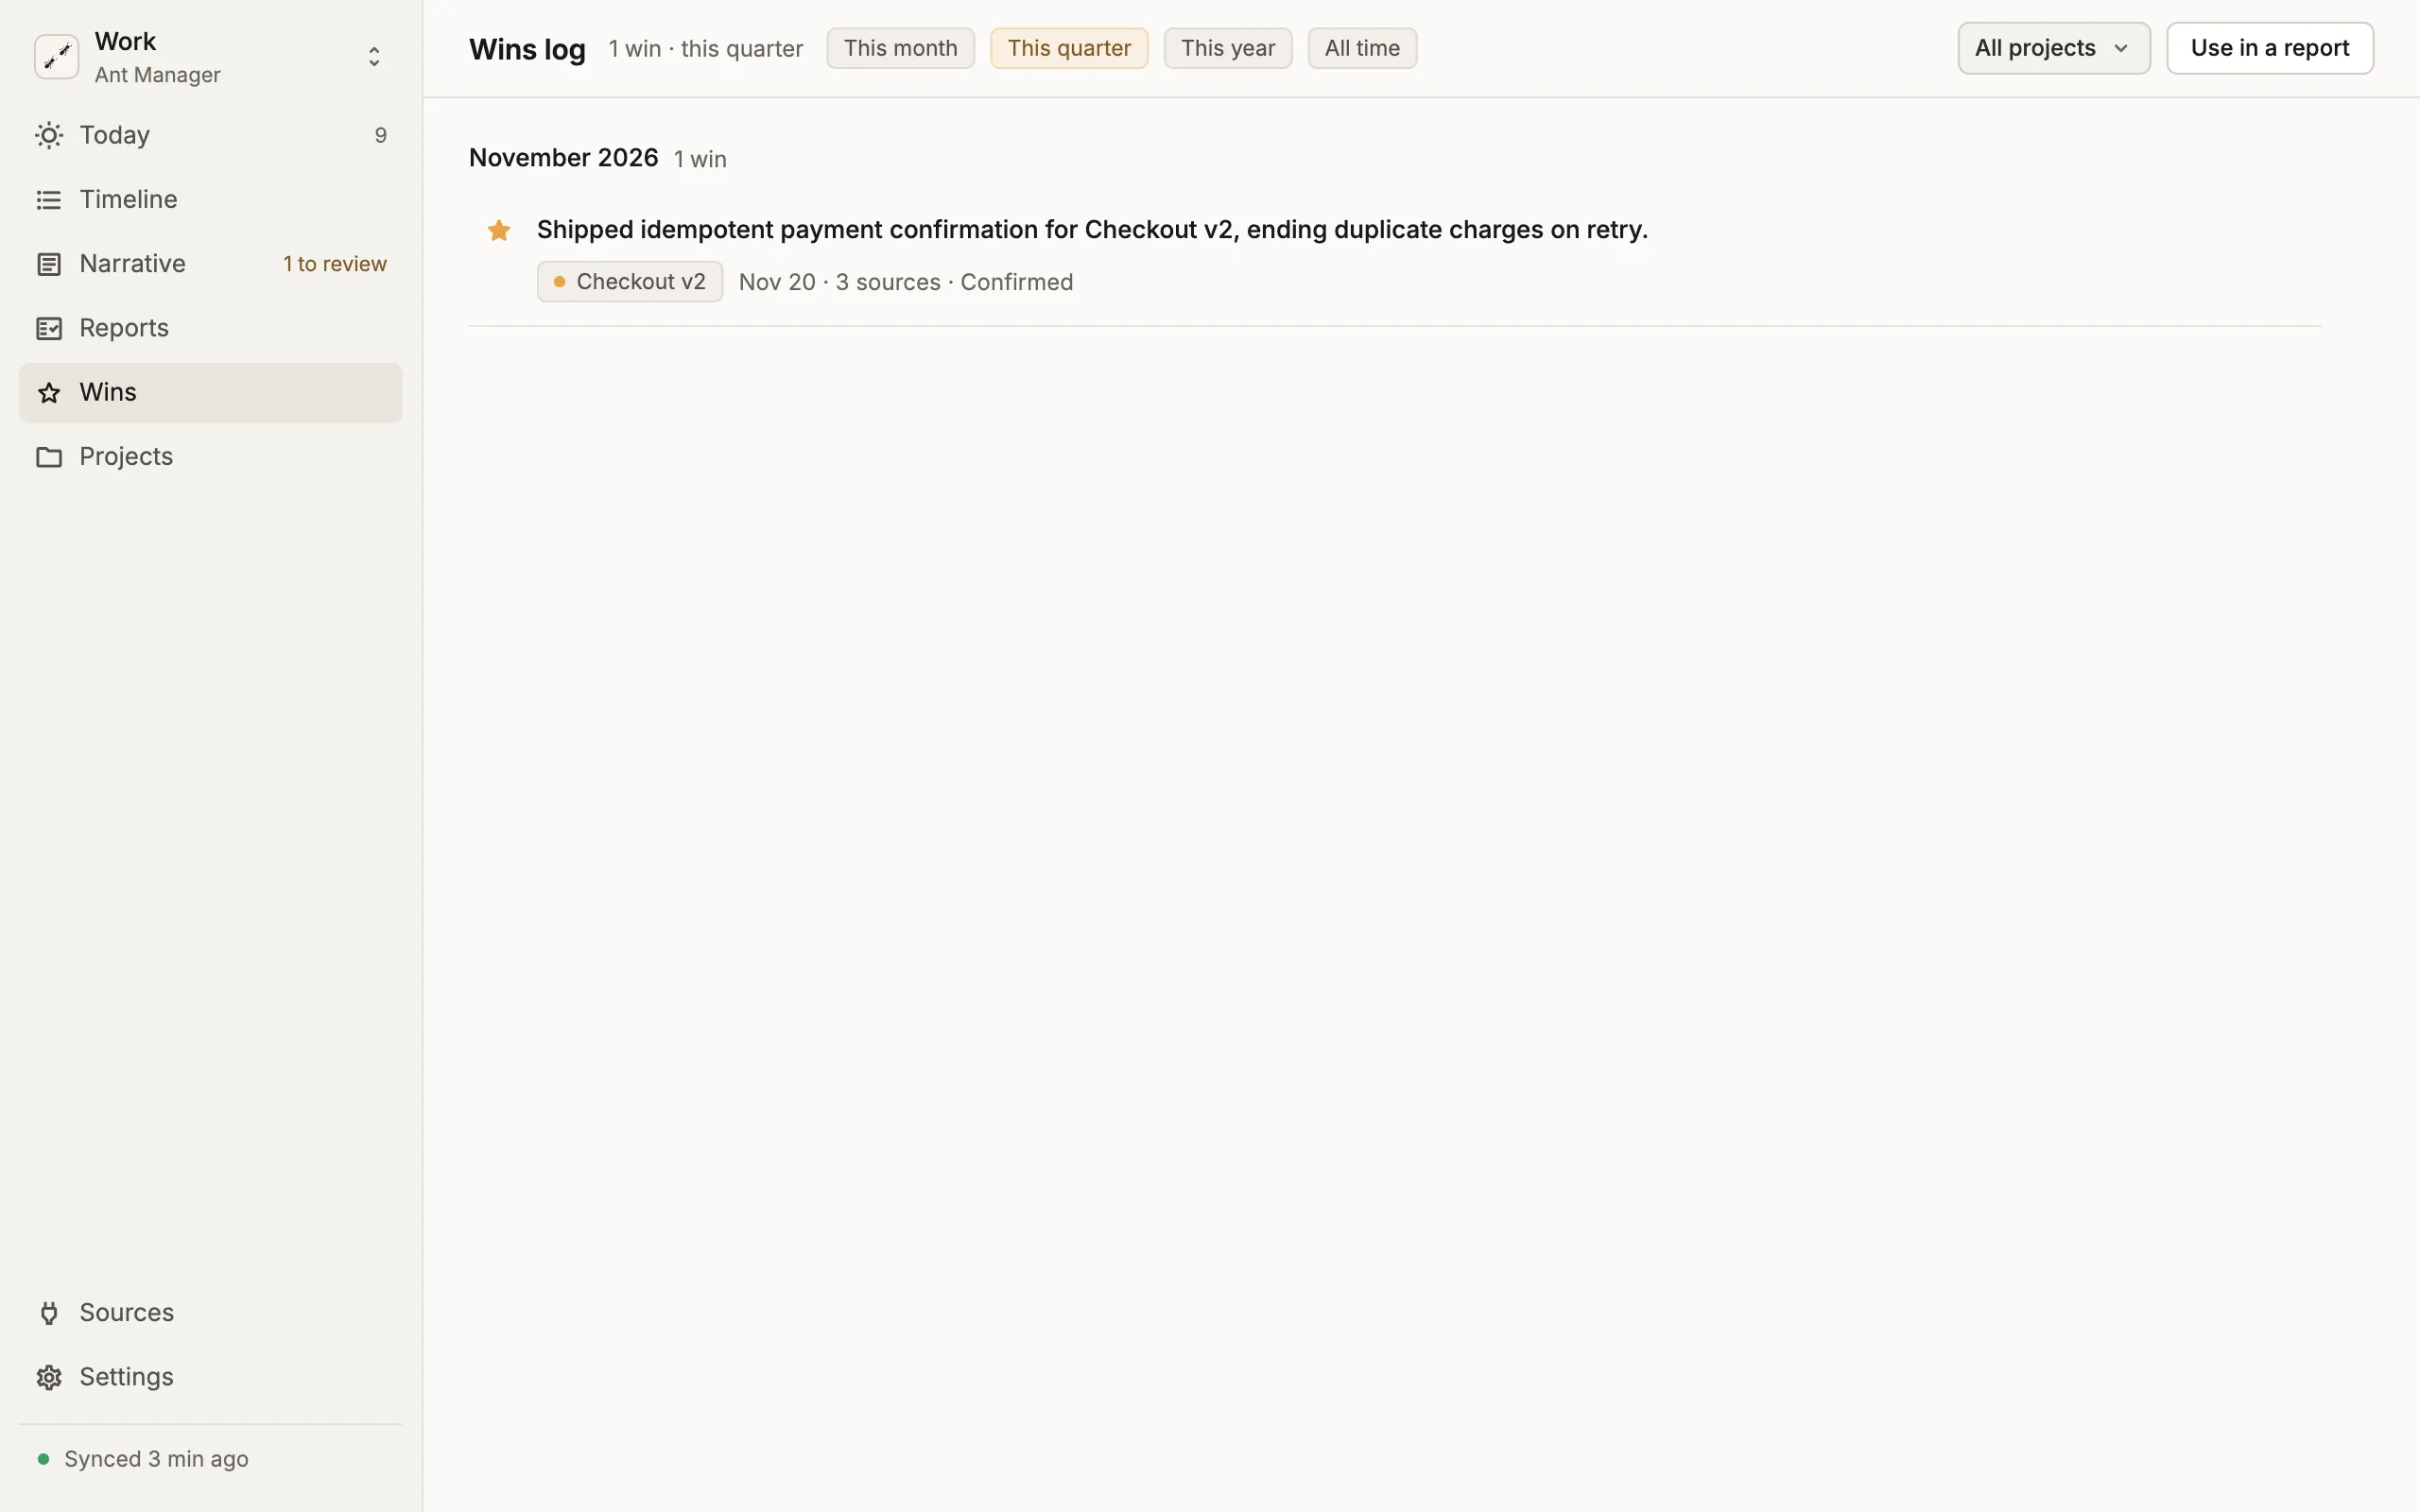 Work
Ant Manager
Today 9
Timeline
Narrative 1 to review
Reports
Wins
Projects
Sources
Settings
Synced 3 min ago
Wins log 1 win · this quarter This month This quarter This year All time All projects Use in a report
November 2026 1 win
Shipped idempotent payment confirmation for Checkout v2, ending duplicate charges on retry.
Checkout v2 Nov 20 · 3 sources · Confirmed